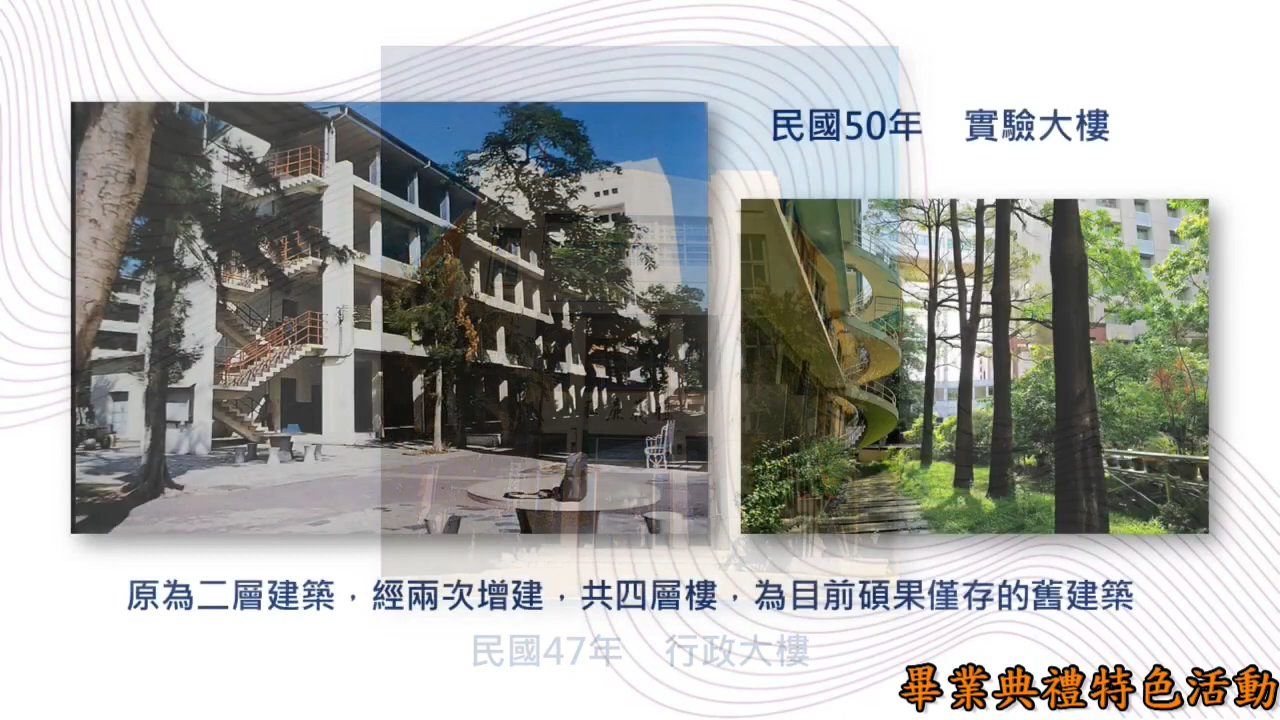 民國50年　實驗大樓
原為二層建築，經兩次增建，共四層樓，為目前碩果僅存的舊建築
民國47年　行政大樓
畢業典禮特色活動